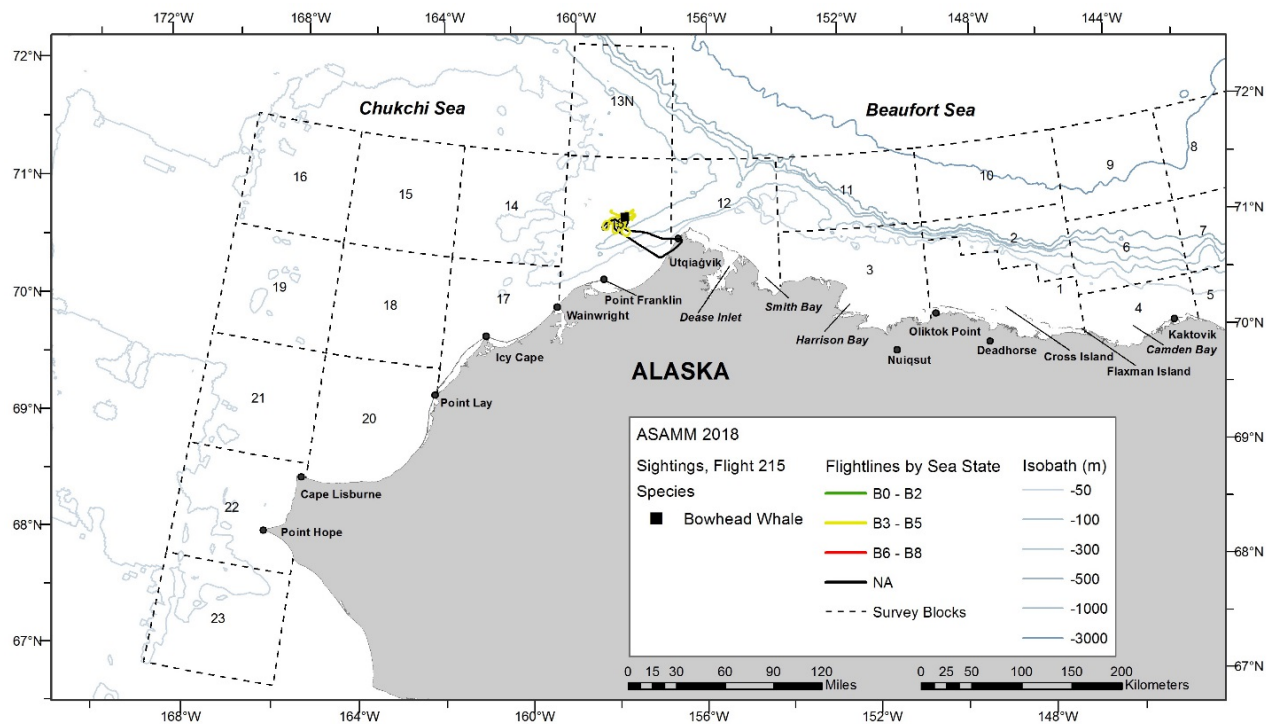 172°W 164°W 160°W 156°W 152°W 148°W 144°W
72°N
72°N
Chukchi Sea
Beaufort Sea
13N
9
8
16
15
71°N
10
11
14
12
71°N
7
2
6
Utqiaġvik
3
19
18
17
1
5
4
70°N
Point Franklin
Smith Bay
Dease Inlet
Wainwright
Oliktok Point
Cross Island
Kaktovik
70°N
Harrison Bay
Nuiqsut
Deadhorse
Camden Bay
Flaxman Island
Icy Cape
ALASKA
21
20
Point Lay
69°N
69°N
Cape Lisburne
22
Point Hope
68°N
68°N
23
67°N
67°N
ASAMM 2018
Sightings, Flight 215
Species
Bowhead Whale
Flightlines by Sea State
B0 - B2
B3 - B5
B6 - B8
NA
Survey Blocks
Isobath (m)
-50
-100
-300
-500
-1000
-3000
0 15 30 60 90 120
Miles
0 25 50 100 150 200
Kilometers
168°W 164°W 160°W 156°W 152°W 148°W